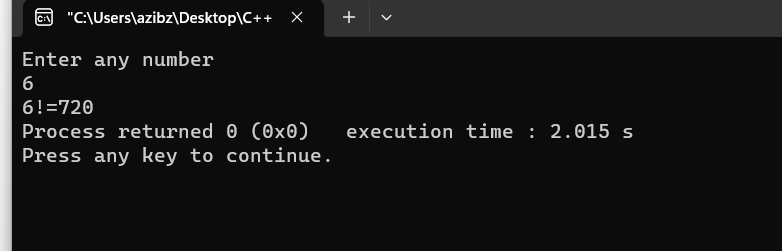 "C:\Users\azibz\Desktop\C++
Enter any number
6
6!=720
Process returned 0 (0x0)   execution time : 2.015 s
Press any key to continue.